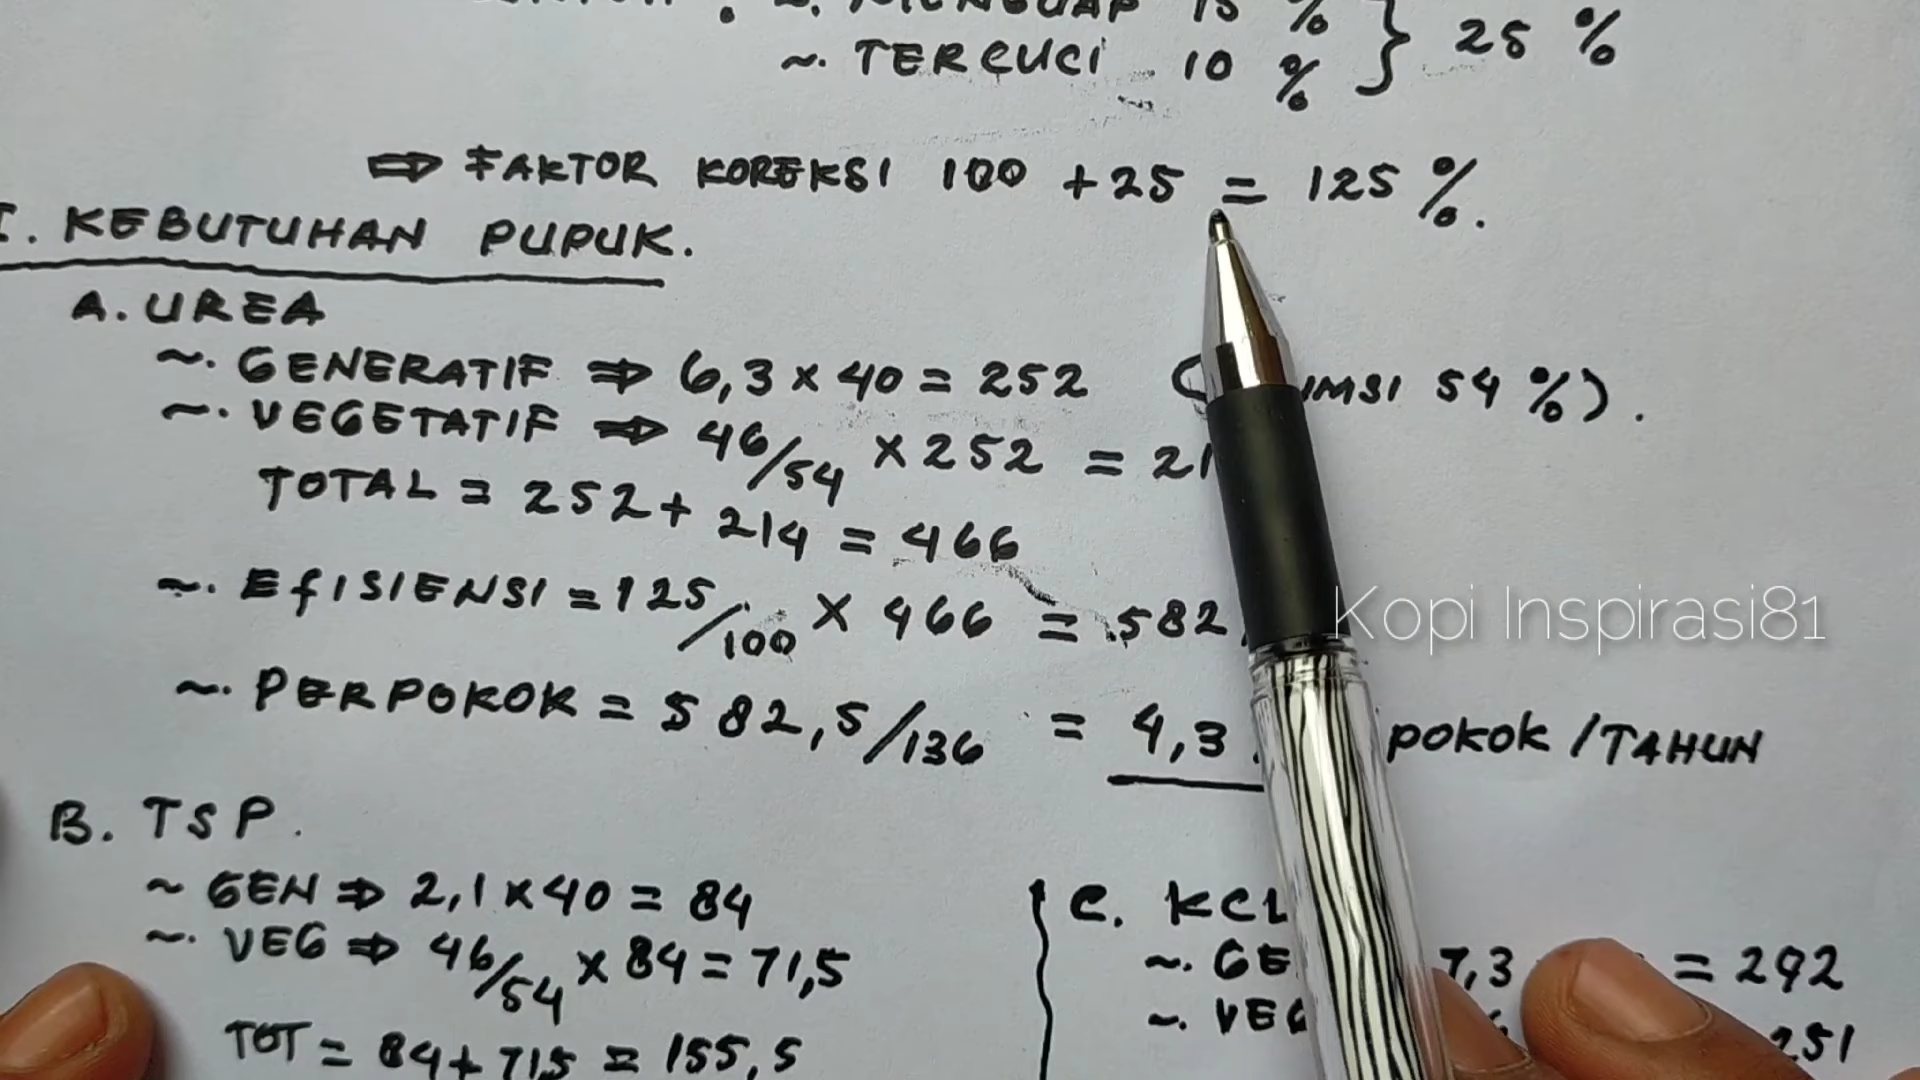 ~. MENGUAP 15 %
~. TERCUCI 10 % } 25 %
⇒ FAKTOR KOREKSI 100 + 25 = 125 %.
I. KEBUTUHAN PUPUK.
A. UREA
~. GENERATIF ⇒ 6,3 x 40 = 252 54 %).
~. VEGETATIF ⇒ 46/54 x 252 =
TOTAL = 252 + 214 = 466
~. EfISIENSI = 125/100 x 466 = 582
~. PERPOKOK = 582,5/136 = 4,3 POKOK /TAHUN
Kopi Inspirasi81
B. TSP.
~ GEN ⇒ 2,1 x 40 = 84
~. VEG ⇒ 46/54 x 84 = 71,5
TOT = 84 + 71,5 = 155,5
C. KCL
~. GE 7,3 = 292
~. VEG 251